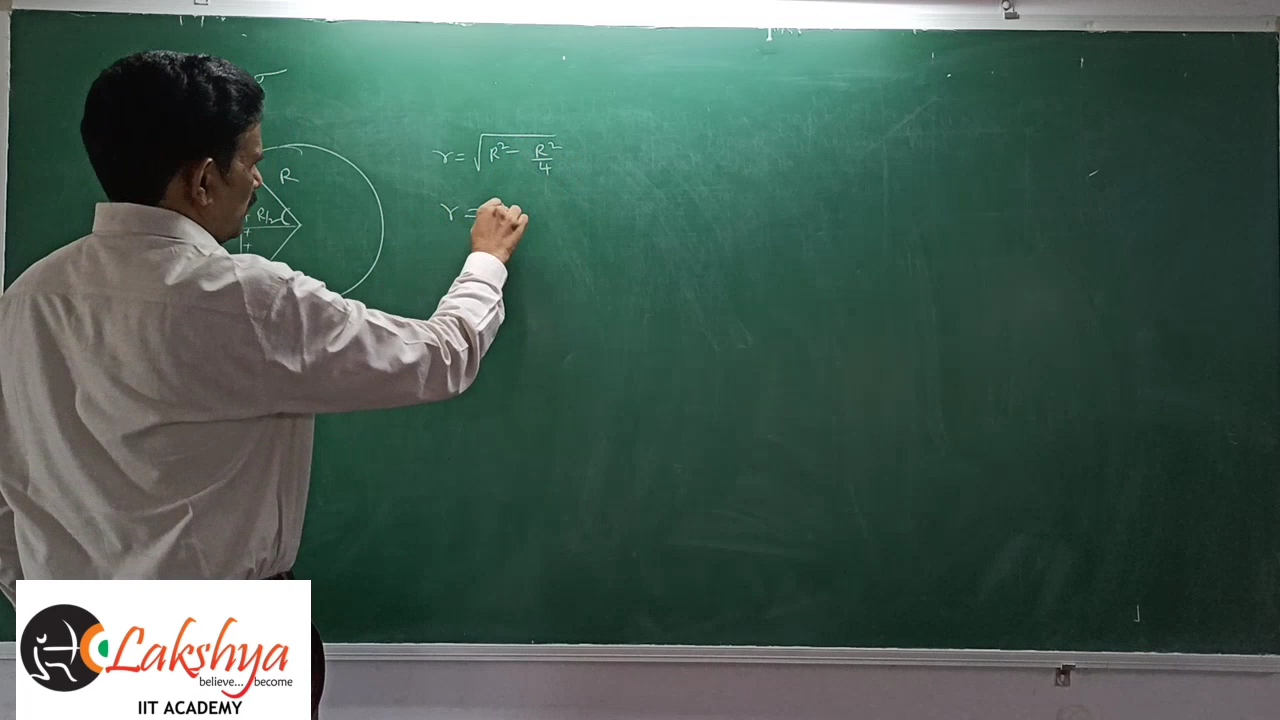 σ
R
R/2
+
+
+
r = √(R² − R²/4)
r =
Lakshya
believe... become
IIT ACADEMY